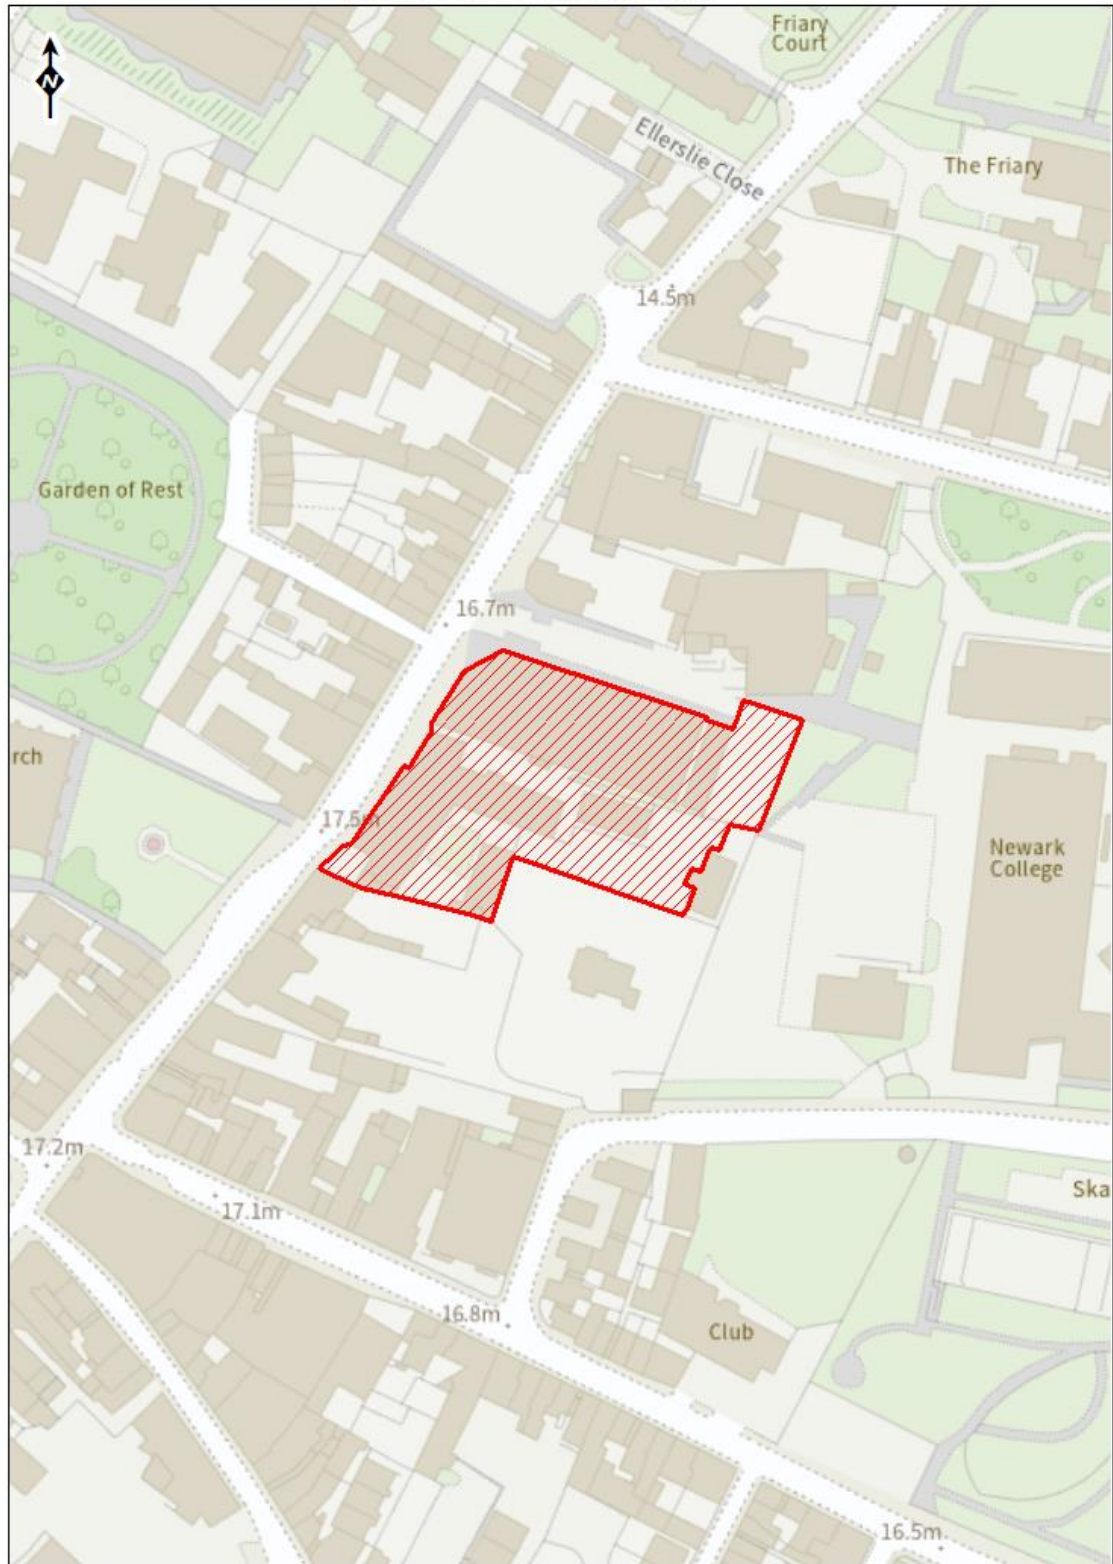 Friary
Court
N
Ellerslie Close
The Friary
14.5m
Garden of Rest
16.7m
rch
17.5m
Newark
College
17.2m
17.1m
Ska
16.8m
Club
16.5m